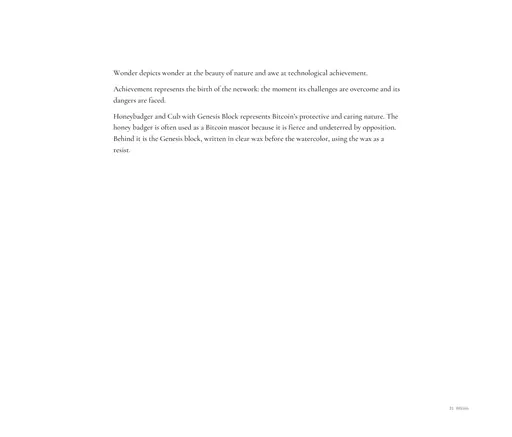 Wonder depicts wonder at the beauty of nature and awe at technological achievement.
Achievement represents the birth of the network: the moment its challenges are overcome and its
dangers are faced.
Honeybadger and Cub with Genesis Block represents Bitcoin's protective and caring nature. The
honey badger is often used as a Bitcoin mascot because it is fierce and undeterred by opposition.
Behind it is the Genesis block, written in clear wax before the watercolor, using the wax as a
resist.